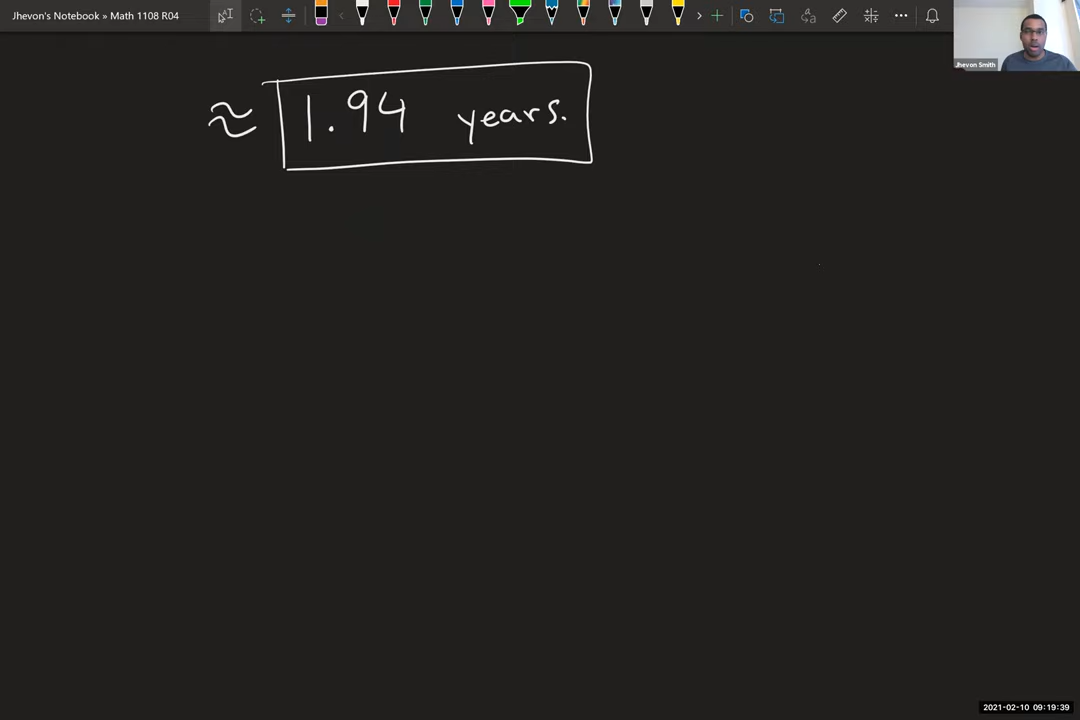 Jhevon's Notebook » Math 1108 R04
Jhevon Smith
≈ 1.94 years.
2021-02-10 09:19:39